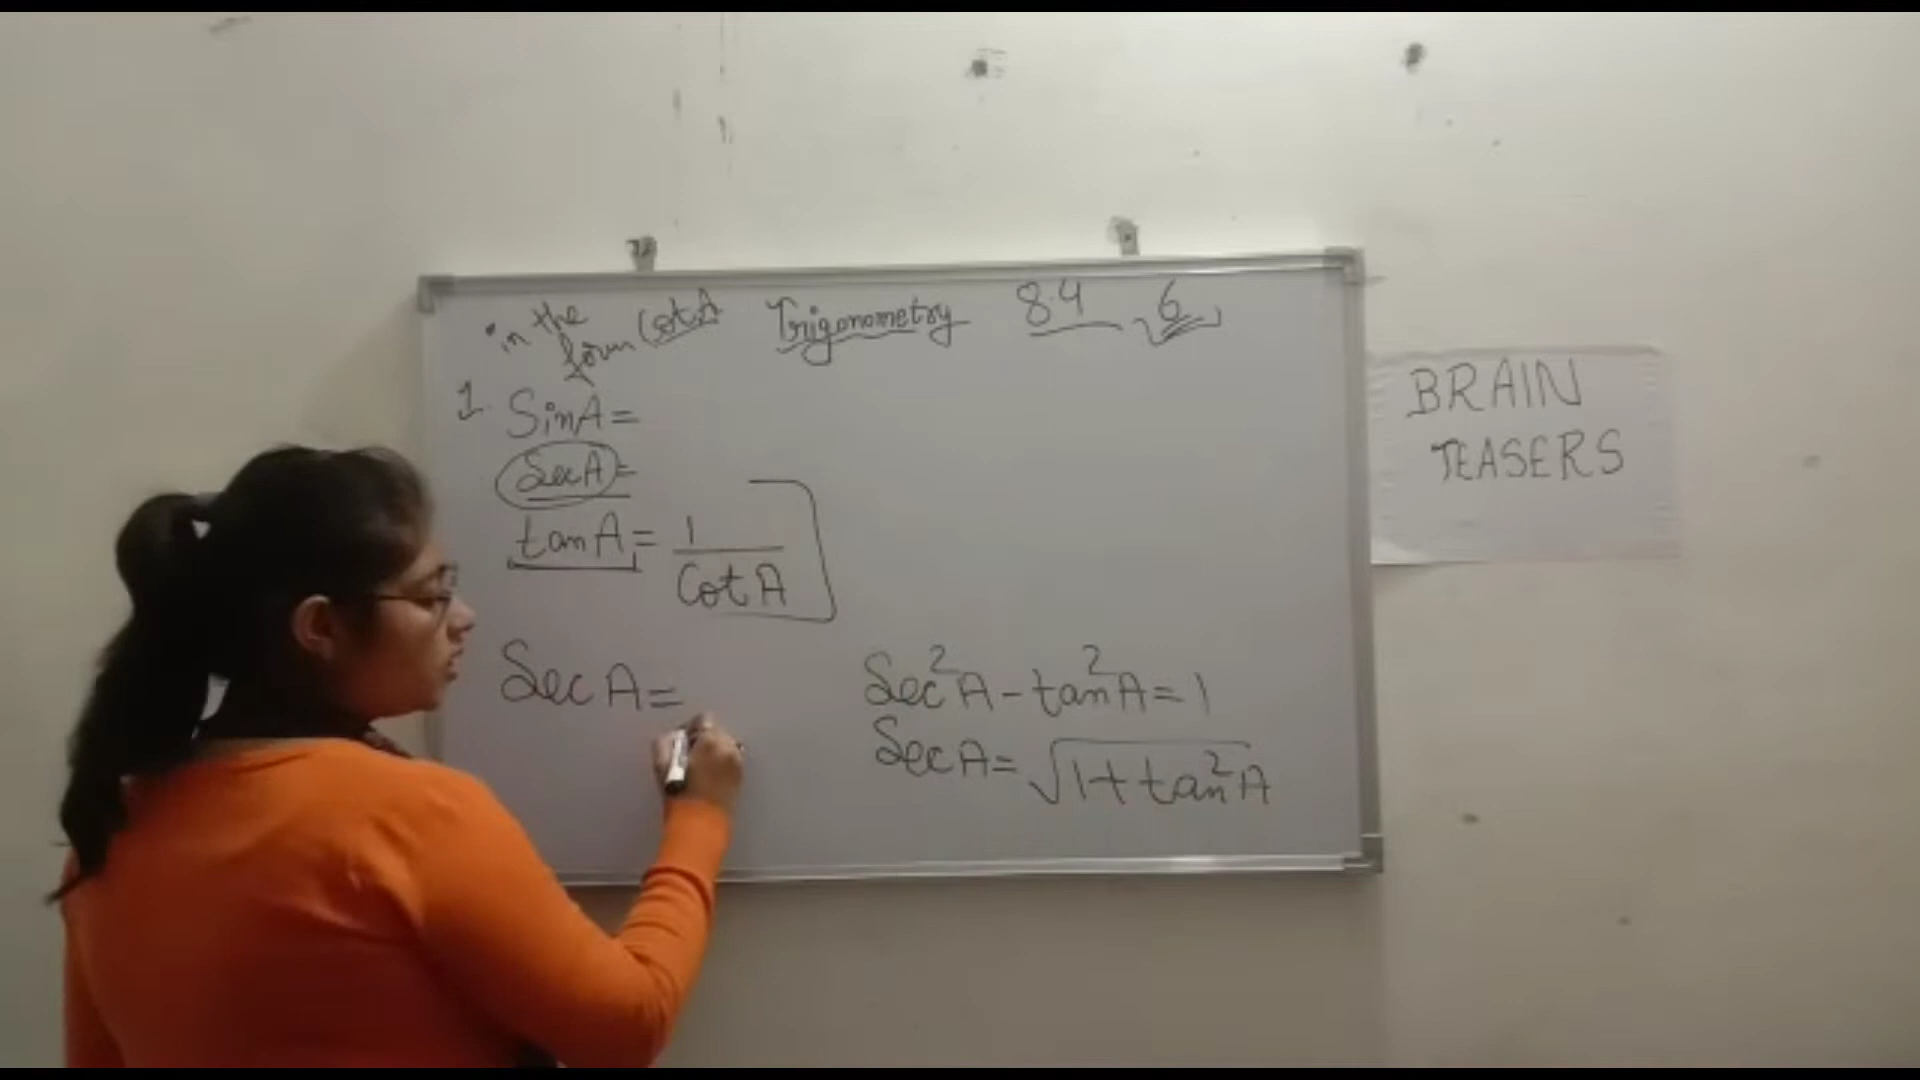 in the form Cot A
Trigonometry 8.4, 6
1. SinA=
SecA=
tanA = 1/CotA
SecA=
Sec²A - tan²A = 1
SecA = √1+tan²A
BRAIN
TEASERS